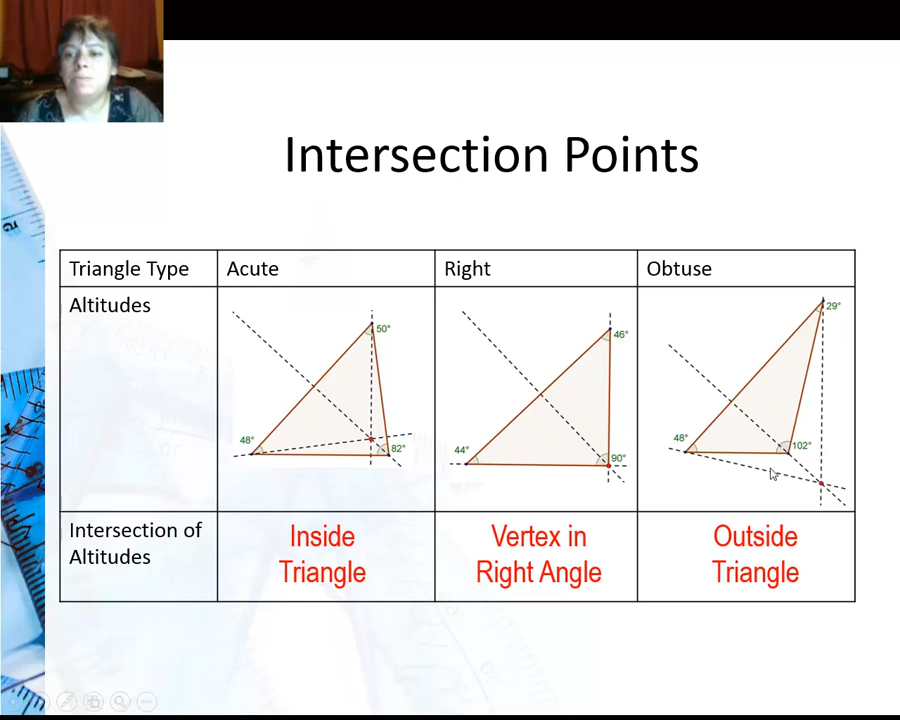 Intersection Points
Triangle Type
Acute
Right
Obtuse
Altitudes
50°
48°
82°
46°
44°
90°
29°
48°
102°
Intersection of
Altitudes
Inside
Triangle
Vertex in
Right Angle
Outside
Triangle